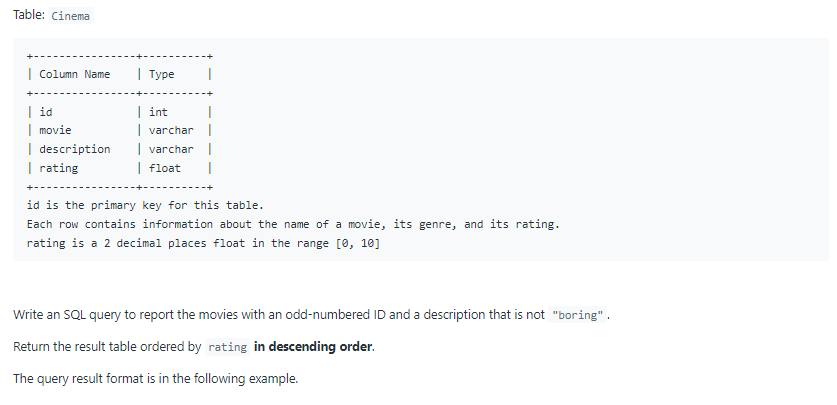 Table: Cinema
+----------------+----------+
| Column Name    | Type     |
+----------------+----------+
| id             | int      |
| movie          | varchar  |
| description    | varchar  |
| rating         | float    |
+----------------+----------+
id is the primary key for this table.
Each row contains information about the name of a movie, its genre, and its rating.
rating is a 2 decimal places float in the range [0, 10]
Write an SQL query to report the movies with an odd-numbered ID and a description that is not "boring" .
Return the result table ordered by rating in descending order.
The query result format is in the following example.